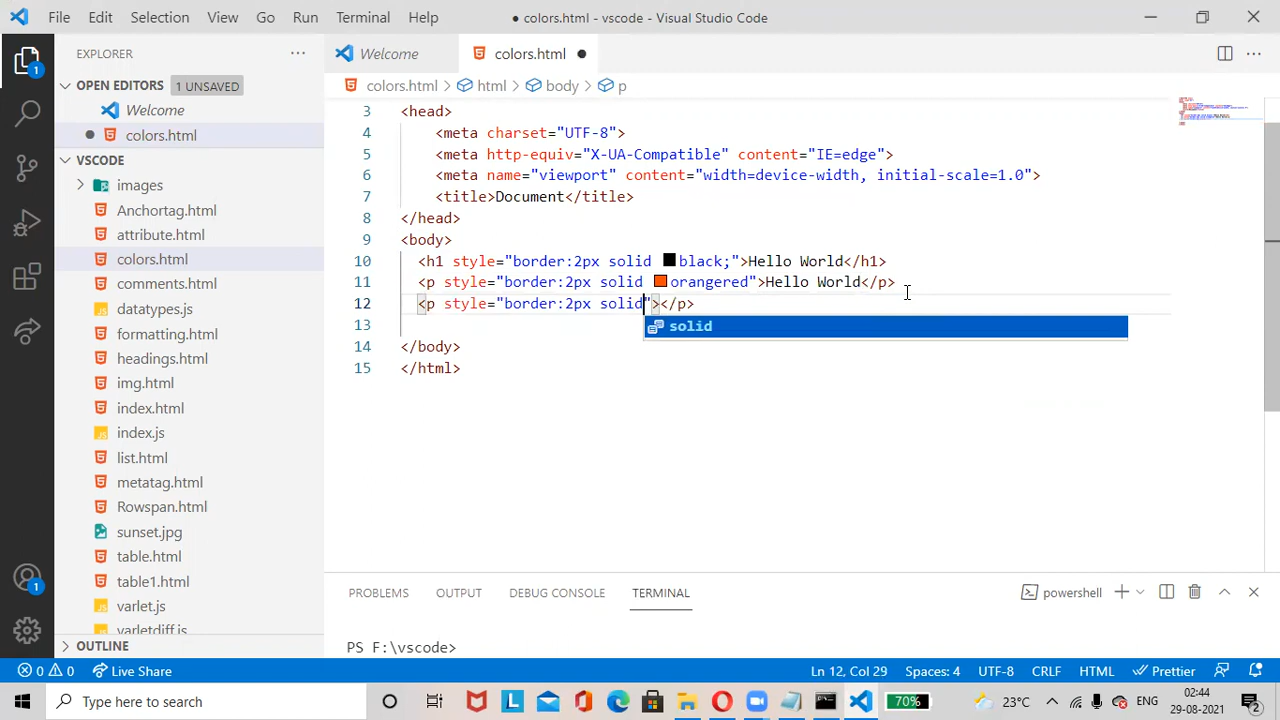 File Edit Selection View Go Run Terminal Help
● colors.html - vscode - Visual Studio Code
EXPLORER
OPEN EDITORS 1 UNSAVED
Welcome
colors.html
VSCODE
images
Anchortag.html
attribute.html
colors.html
comments.html
datatypes.js
formatting.html
headings.html
img.html
index.html
index.js
list.html
metatag.html
Rowspan.html
sunset.jpg
table.html
table1.html
varlet.js
varletdiff.js
OUTLINE
Welcome colors.html
colors.html > html > body > p
3 <head>
4 <meta charset="UTF-8">
5 <meta http-equiv="X-UA-Compatible" content="IE=edge">
6 <meta name="viewport" content="width=device-width, initial-scale=1.0">
7 <title>Document</title>
8 </head>
9 <body>
10 <h1 style="border:2px solid black;">Hello World</h1>
11 <p style="border:2px solid orangered">Hello World</p>
12 <p style="border:2px solid"></p>
13
solid
14 </body>
15 </html>
PROBLEMS OUTPUT DEBUG CONSOLE TERMINAL
powershell
PS F:\vscode>
1
1
0 0 Live Share
Ln 12, Col 29 Spaces: 4 UTF-8 CRLF HTML Prettier
Type here to search
70%
23°C
ENG
02:44
29-08-2021
2